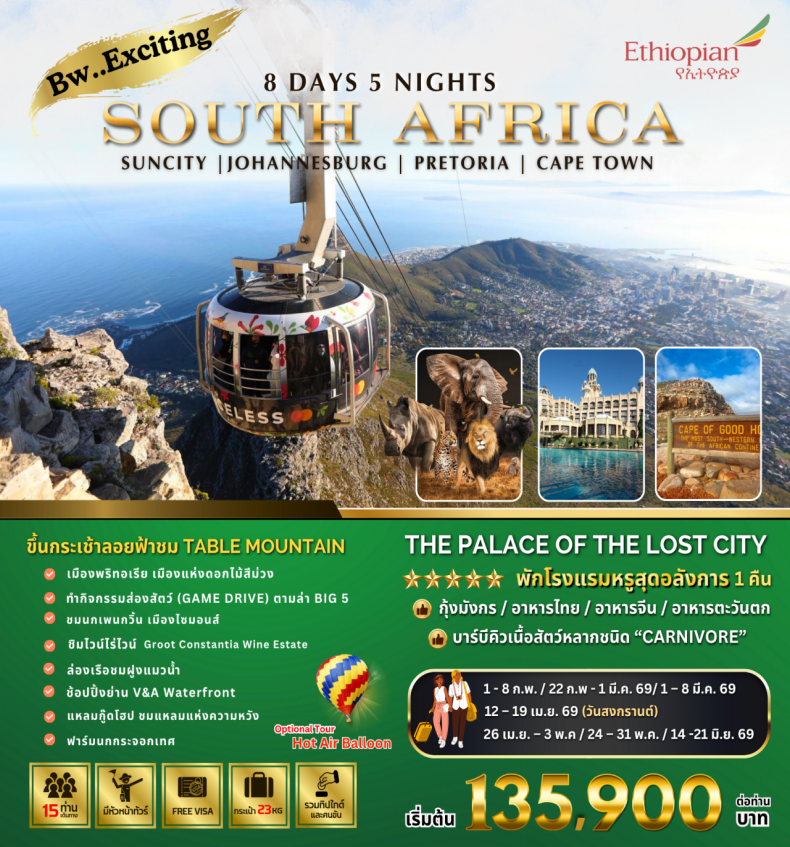 Bw..Exciting
Ethiopian
የኢትዮጵያ
8 DAYS 5 NIGHTS
SOUTH AFRICA
SUNCITY | JOHANNESBURG | PRETORIA | CAPE TOWN
ELESS
CAPE OF GOOD H
THE MOST SOUTH-WESTERN
OF THE AFRICAN CONTINE
ขึ้นกระเช้าลอยฟ้าชม TABLE MOUNTAIN
เมืองพริทอเรีย เมืองแห่งดอกไม้สีม่วง
ทำกิจกรรมส่องสัตว์ (GAME DRIVE) ตามล่า BIG 5
ชมนกเพนกวิ้น เมืองไซมอนส์
ชิมไวน์ไร่ไวน์ Groot Constantia Wine Estate
ล่องเรือชมฝูงแมวน้ำ
ช้อปปิ้งย่าน V&A Waterfront
แหลมกู๊ดโฮป ชมแหลมแห่งความหวัง
ฟาร์มนกกระจอกเทศ
Optional Tour
Hot Air Balloon
15 ท่าน
เดินทาง
มีหัวหน้าทัวร์
FREE VISA
กระเป๋า 23 KG
รวมทิปไกด์
และคนขับ
THE PALACE OF THE LOST CITY
พักโรงแรมหรูสุดอลังการ 1 คืน
กุ้งมังกร / อาหารไทย / อาหารจีน / อาหารตะวันตก
บาร์บีคิวเนื้อสัตว์หลากชนิด “CARNIVORE”
1 - 8 ก.พ. / 22 ก.พ - 1 มี.ค. 69/ 1 – 8 มี.ค. 69
12 – 19 เม.ย. 69 (วันสงกรานต์)
26 เม.ย. – 3 พ.ค / 24 – 31 พ.ค. / 14 -21 มิ.ย. 69
เริ่มต้น 135,900 ต่อท่าน
บาท